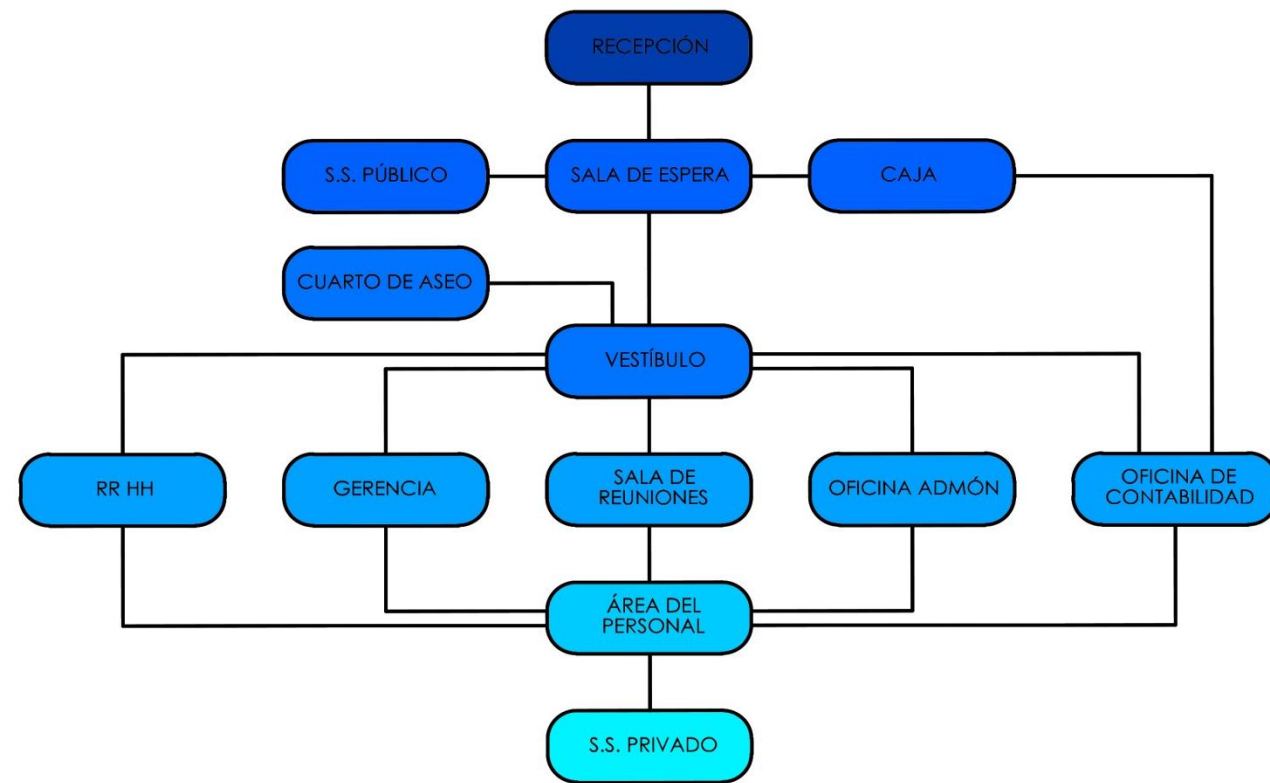 RECEPCIÓN
S.S. PÚBLICO
SALA DE ESPERA
CAJA
CUARTO DE ASEO
VESTÍBULO
RR HH
GERENCIA
SALA DE
REUNIONES
OFICINA ADMÓN
OFICINA DE
CONTABILIDAD
ÁREA DEL
PERSONAL
S.S. PRIVADO